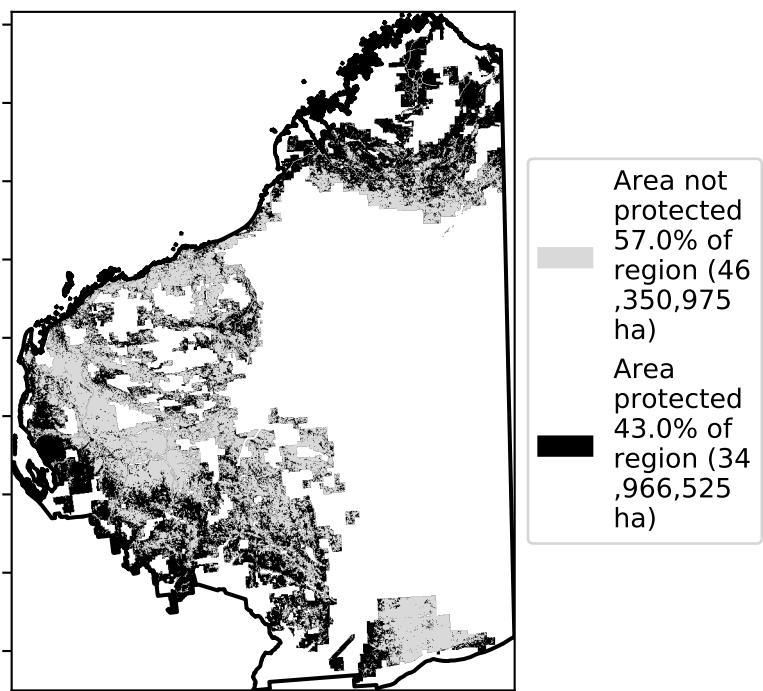 Area not
protected
57.0% of
region (46
,350,975
ha)
Area
protected
43.0% of
region (34
,966,525
ha)